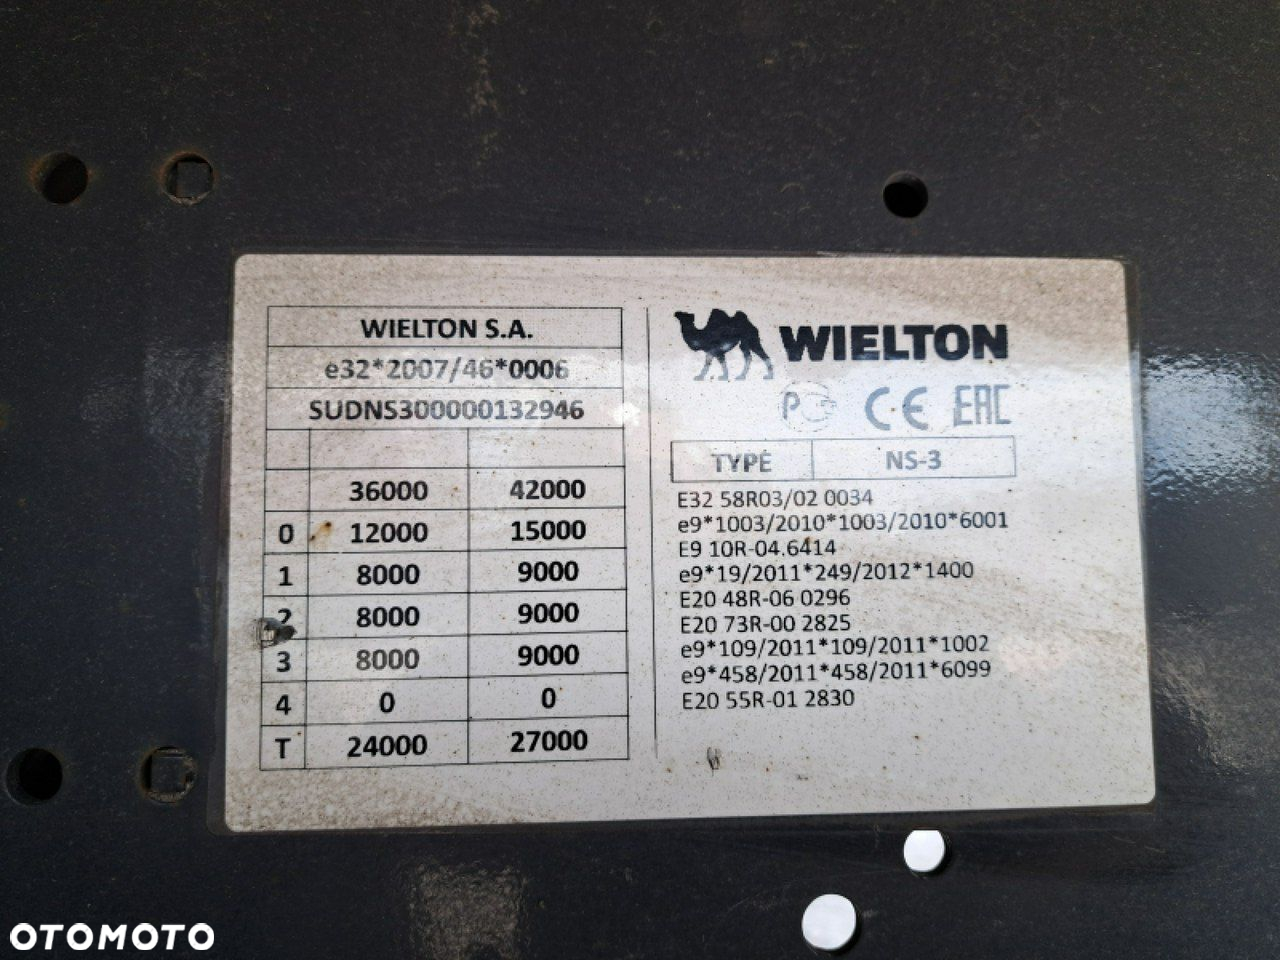 WIELTON S.A.
e32*2007/46*0006
SUDNS300000132946
36000 42000
0 12000 15000
1 8000 9000
2 8000 9000
3 8000 9000
4 0 0
T 24000 27000
WIELTON
CE EAC
TYPE NS-3
E32 58R03/02 0034
e9*1003/2010*1003/2010*6001
E9 10R-04.6414
e9*19/2011*249/2012*1400
E20 48R-06 0296
E20 73R-00 2825
e9*109/2011*109/2011*1002
e9*458/2011*458/2011*6099
E20 55R-01 2830
OTOMOTO